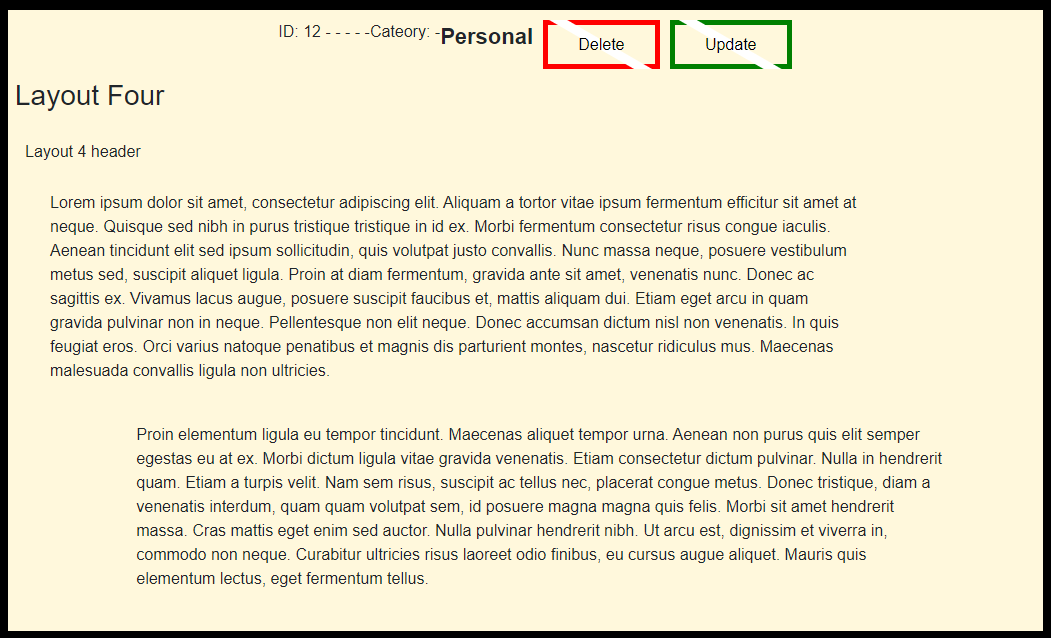 ID: 12 - - - - -Cateory: -Personal Delete Update
Layout Four
Layout 4 header
Lorem ipsum dolor sit amet, consectetur adipiscing elit. Aliquam a tortor vitae ipsum fermentum efficitur sit amet at
neque. Quisque sed nibh in purus tristique tristique in id ex. Morbi fermentum consectetur risus congue iaculis.
Aenean tincidunt elit sed ipsum sollicitudin, quis volutpat justo convallis. Nunc massa neque, posuere vestibulum
metus sed, suscipit aliquet ligula. Proin at diam fermentum, gravida ante sit amet, venenatis nunc. Donec ac
sagittis ex. Vivamus lacus augue, posuere suscipit faucibus et, mattis aliquam dui. Etiam eget arcu in quam
gravida pulvinar non in neque. Pellentesque non elit neque. Donec accumsan dictum nisl non venenatis. In quis
feugiat eros. Orci varius natoque penatibus et magnis dis parturient montes, nascetur ridiculus mus. Maecenas
malesuada convallis ligula non ultricies.
Proin elementum ligula eu tempor tincidunt. Maecenas aliquet tempor urna. Aenean non purus quis elit semper
egestas eu at ex. Morbi dictum ligula vitae gravida venenatis. Etiam consectetur dictum pulvinar. Nulla in hendrerit
quam. Etiam a turpis velit. Nam sem risus, suscipit ac tellus nec, placerat congue metus. Donec tristique, diam a
venenatis interdum, quam quam volutpat sem, id posuere magna magna quis felis. Morbi sit amet hendrerit
massa. Cras mattis eget enim sed auctor. Nulla pulvinar hendrerit nibh. Ut arcu est, dignissim et viverra in,
commodo non neque. Curabitur ultricies risus laoreet odio finibus, eu cursus augue aliquet. Mauris quis
elementum lectus, eget fermentum tellus.